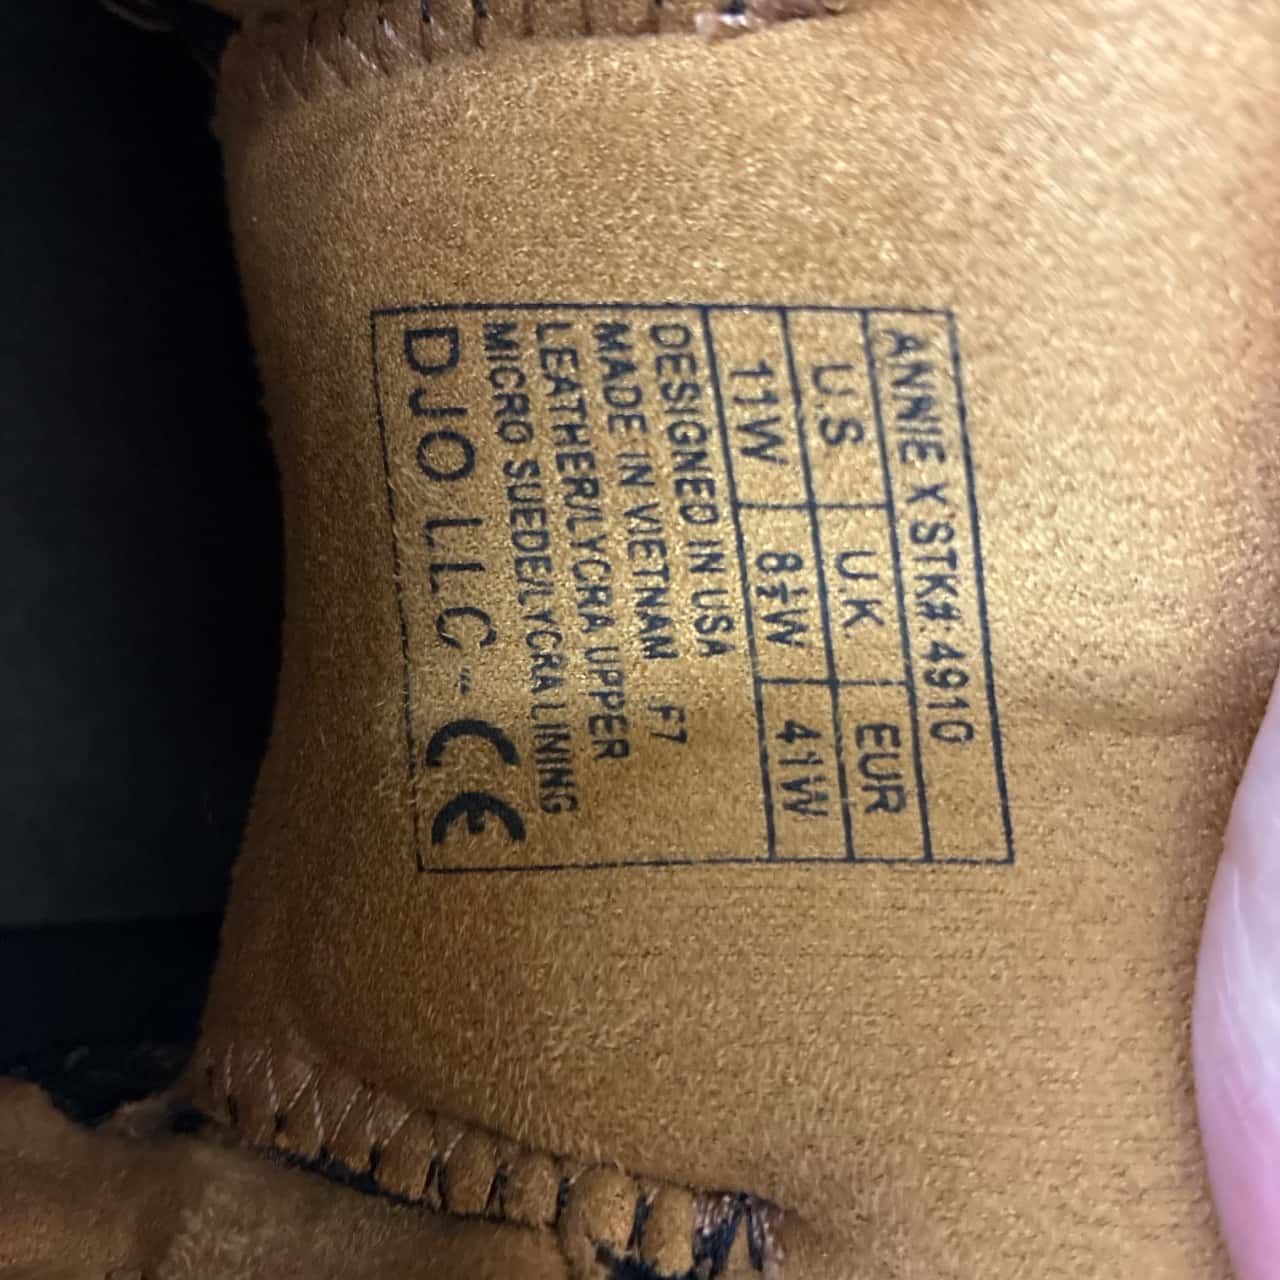 ANNIE X STK#: 4910
U.S U.K. EUR
11W 8½W 41W
DESIGNED IN USA
MADE IN VIETNAM F7
LEATHER/LYCRA UPPER
MICRO SUEDE/LYCRA LINING
DJO LLC™ CE